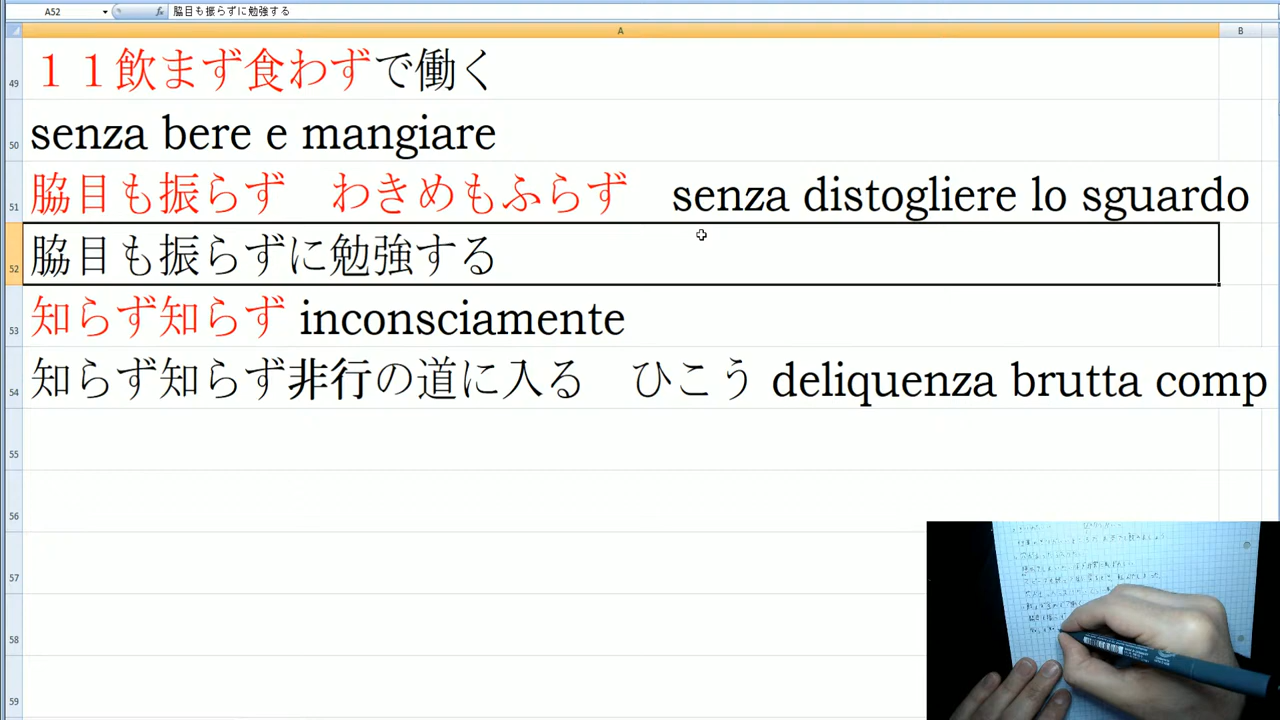 A52 fx 脇目も振らずに勉強する
A B
49 １１飲まず食わずで働く
50 senza bere e mangiare
51 脇目も振らず　わきめもふらず　senza distogliere lo sguardo
52 脇目も振らずに勉強する
53 知らず知らず inconsciamente
54 知らず知らず非行の道に入る　ひこう deliquenza brutta comp
55
56
57
58
59